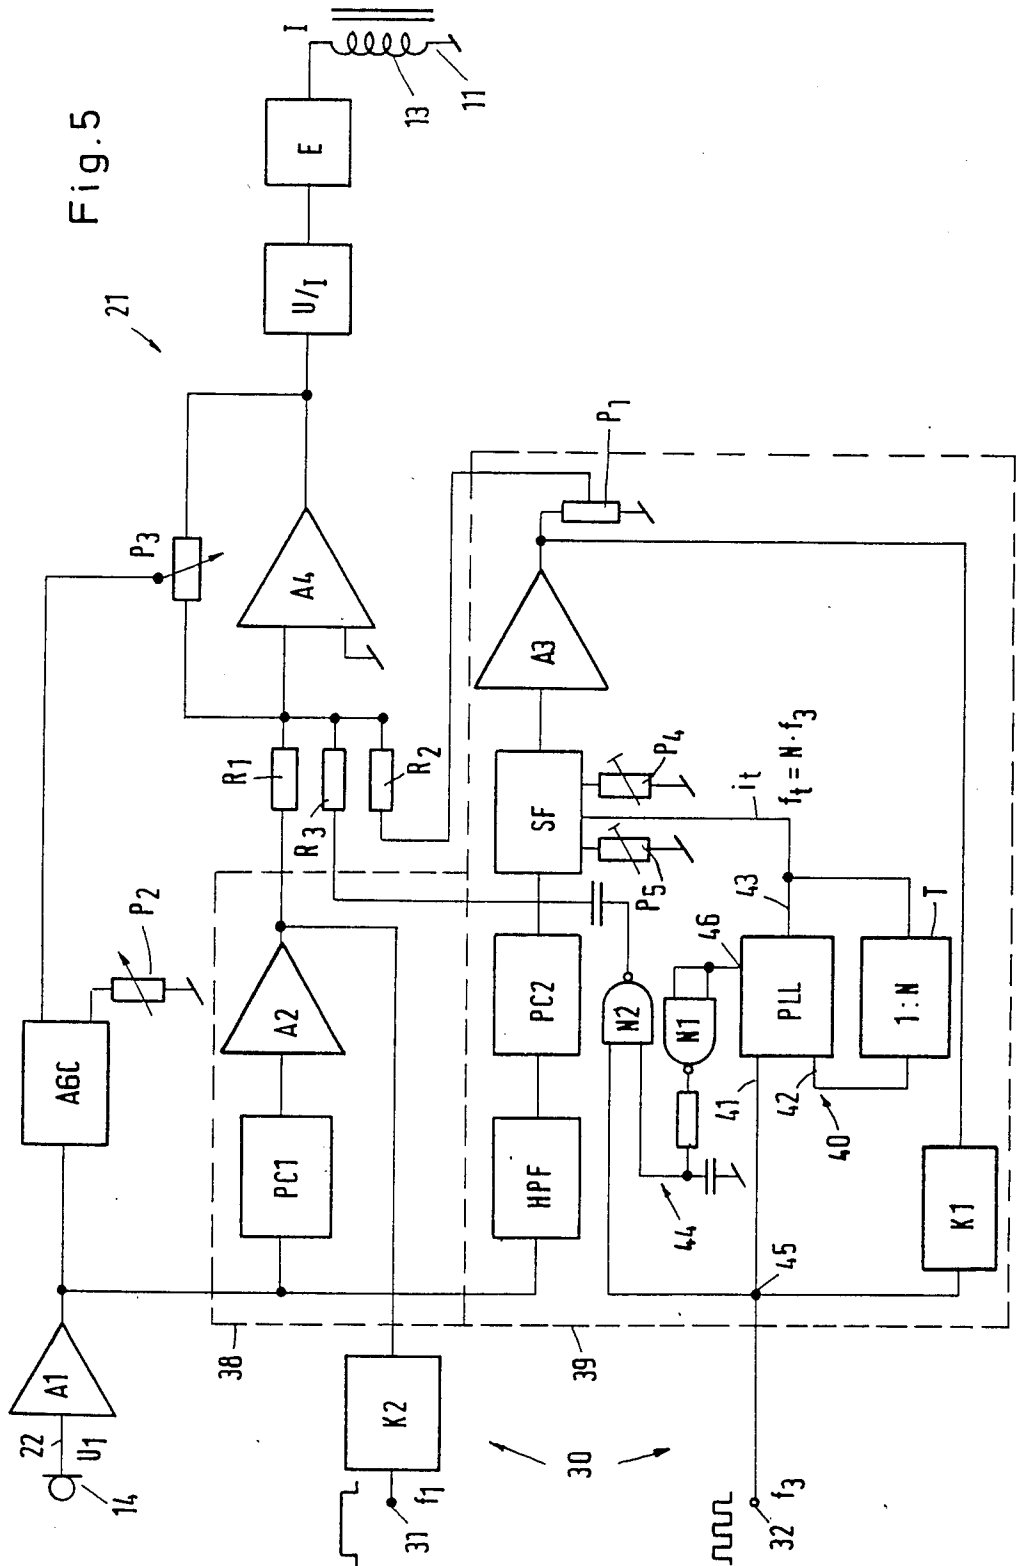 Fig.5
21
14
22
U1
A1
AGC
P2
P3
A4
U/I
E
I
13
11
38
PC1
A2
R1
R3
R2
K2
31
f1
30
39
HPF
PC2
SF
A3
P1
P5
P4
it
ft = N·f3
N2
N1
46
43
44
41
PLL
42
40
1:N
T
45
K1
32
f3